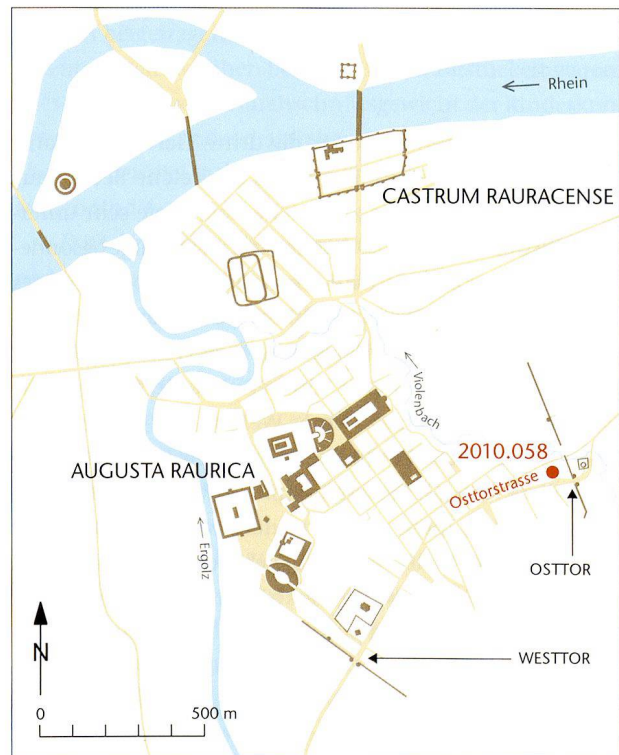 Rhein
CASTRUM RAURACENSE
Violenbach
2010.058
AUGUSTA RAURICA
Osttorstrasse
Ergolz
OSTTOR
N
WESTTOR
0 500 m